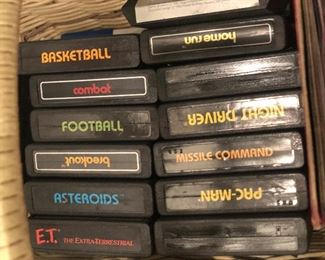 BASKETBALL
combat
FOOTBALL
breakout
ASTEROIDS
E.T. THE EXTRA-TERRESTRIAL
home run
NIGHT DRIVER
MISSILE COMMAND
PAC-MAN